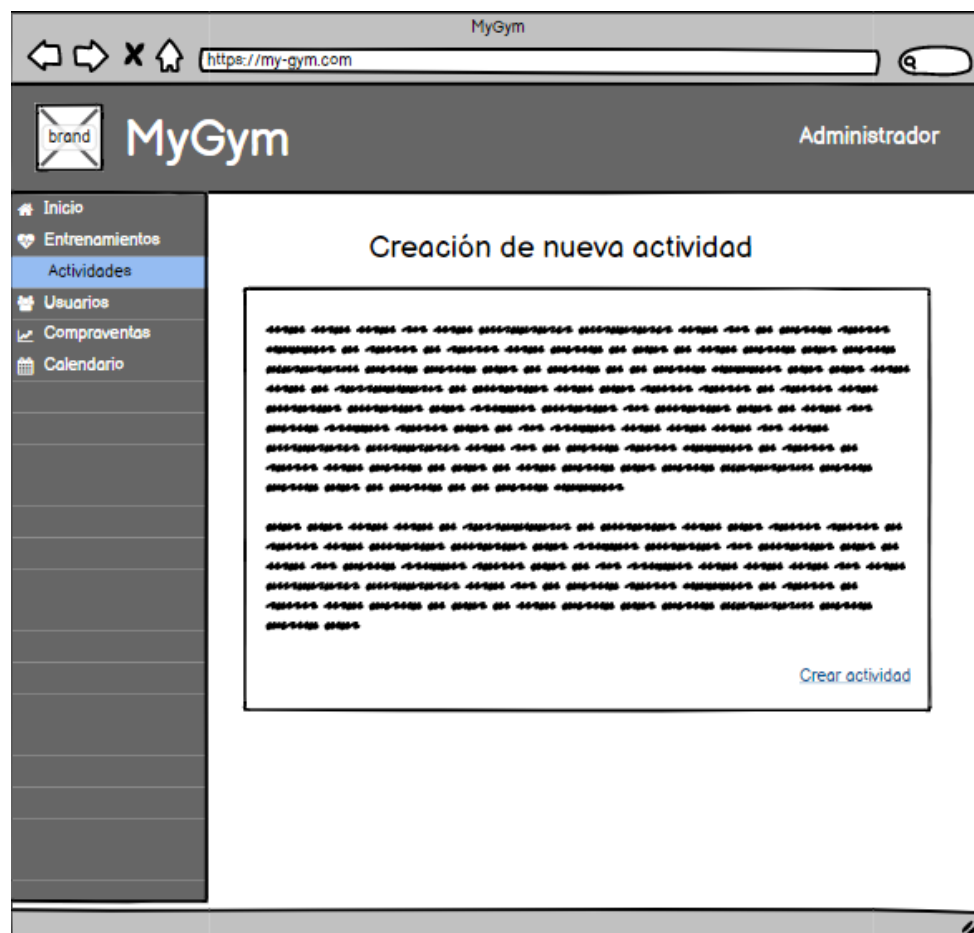 MyGym
https://my-gym.com
brand
MyGym
Administrador
Inicio
Entrenamientos
Actividades
Usuarios
Compraventas
Calendario
Creación de nueva actividad
Crear actividad